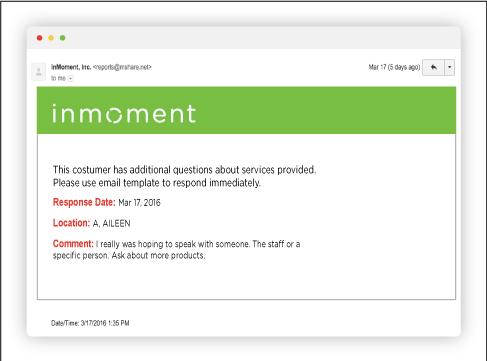 inMoment, Inc. <reports@mshare.net>
Mar 17 (5 days ago)
to me
inmoment
This costumer has additional questions about services provided.
Please use email template to respond immediately.
Response Date: Mar 17, 2016
Location: A, AILEEN
Comment: I really was hoping to speak with someone. The staff or a
specific person. Ask about more products.
Date/Time: 3/17/2016 1:35 PM